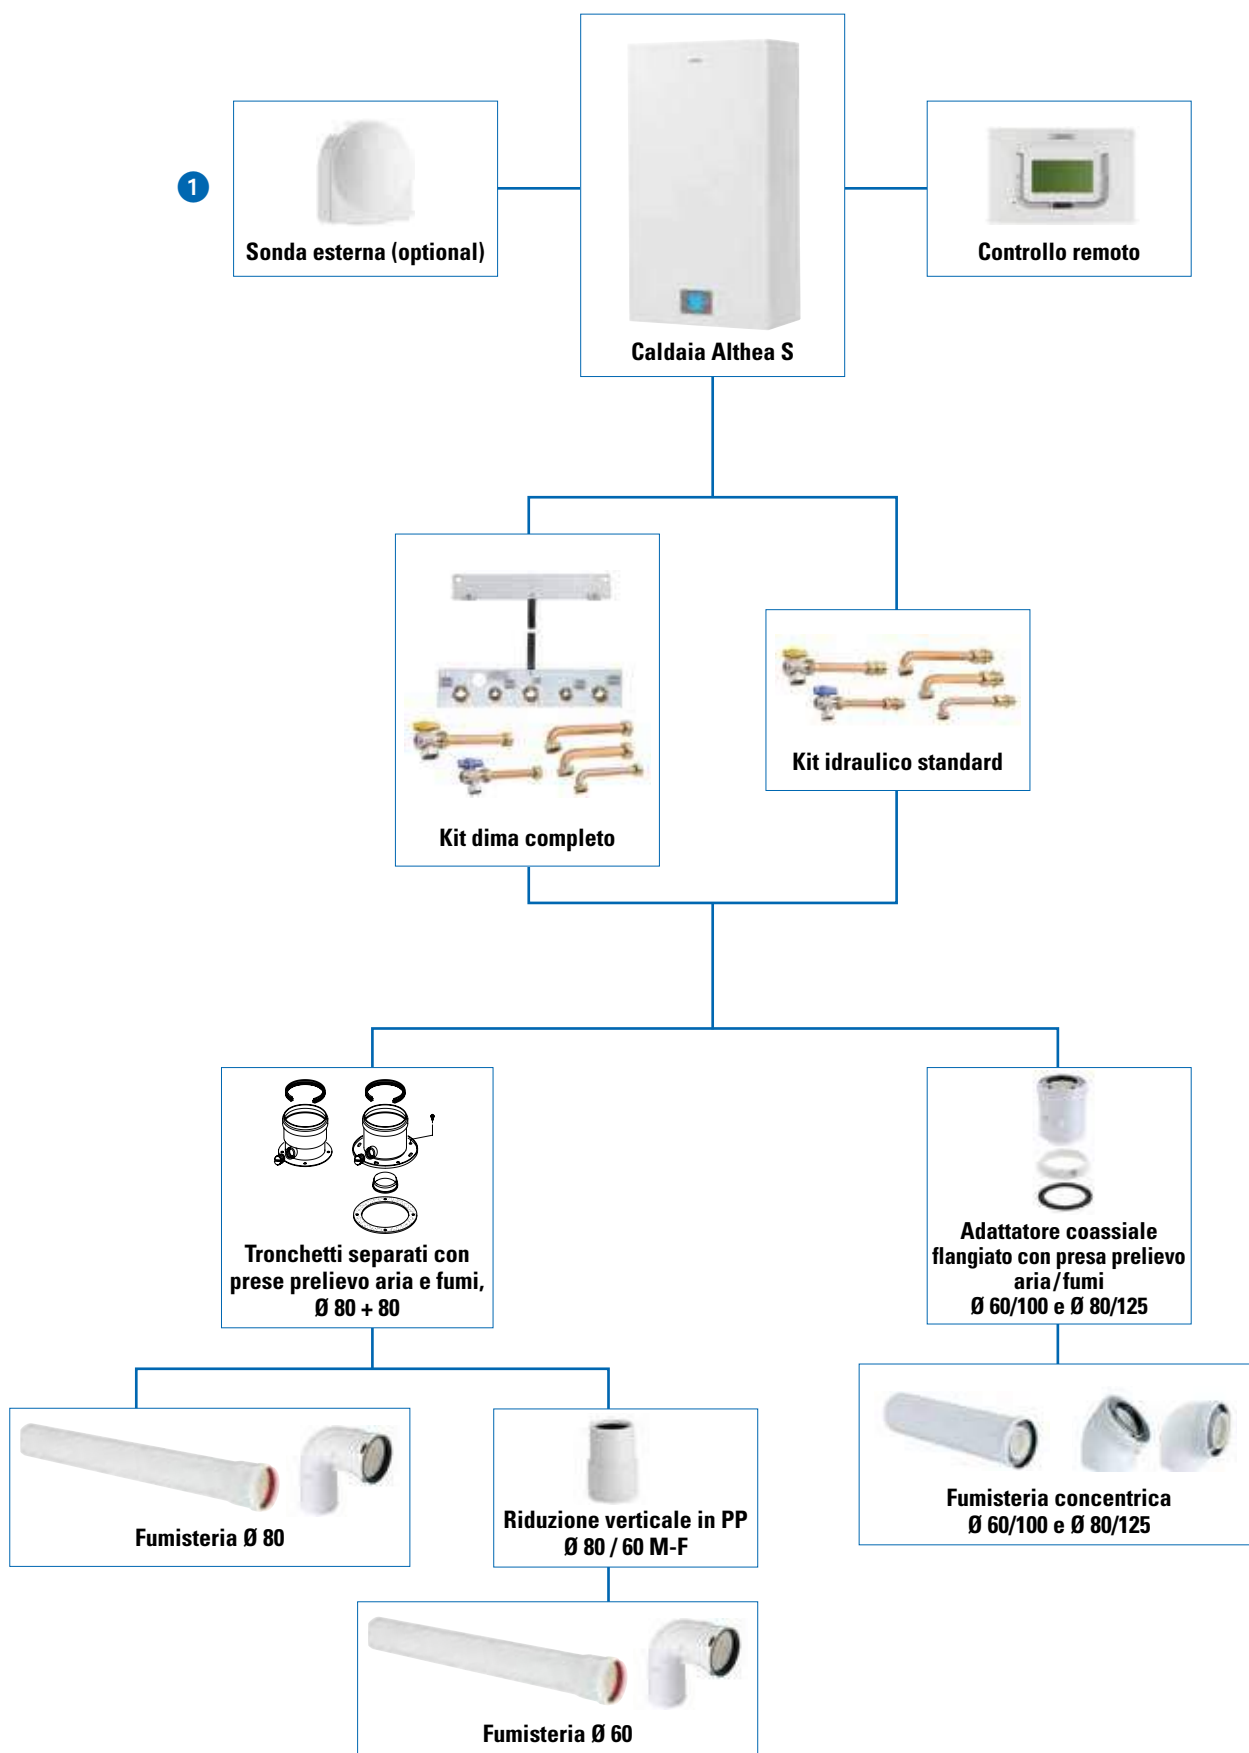 1
Sonda esterna (optional)
Caldaia Althea S
Controllo remoto
Kit dima completo
Kit idraulico standard
Tronchetti separati con
prese prelievo aria e fumi,
Ø 80 + 80
Adattatore coassiale
flangiato con presa prelievo
aria/fumi
Ø 60/100 e Ø 80/125
Fumisteria Ø 80
Riduzione verticale in PP
Ø 80 / 60 M-F
Fumisteria concentrica
Ø 60/100 e Ø 80/125
Fumisteria Ø 60